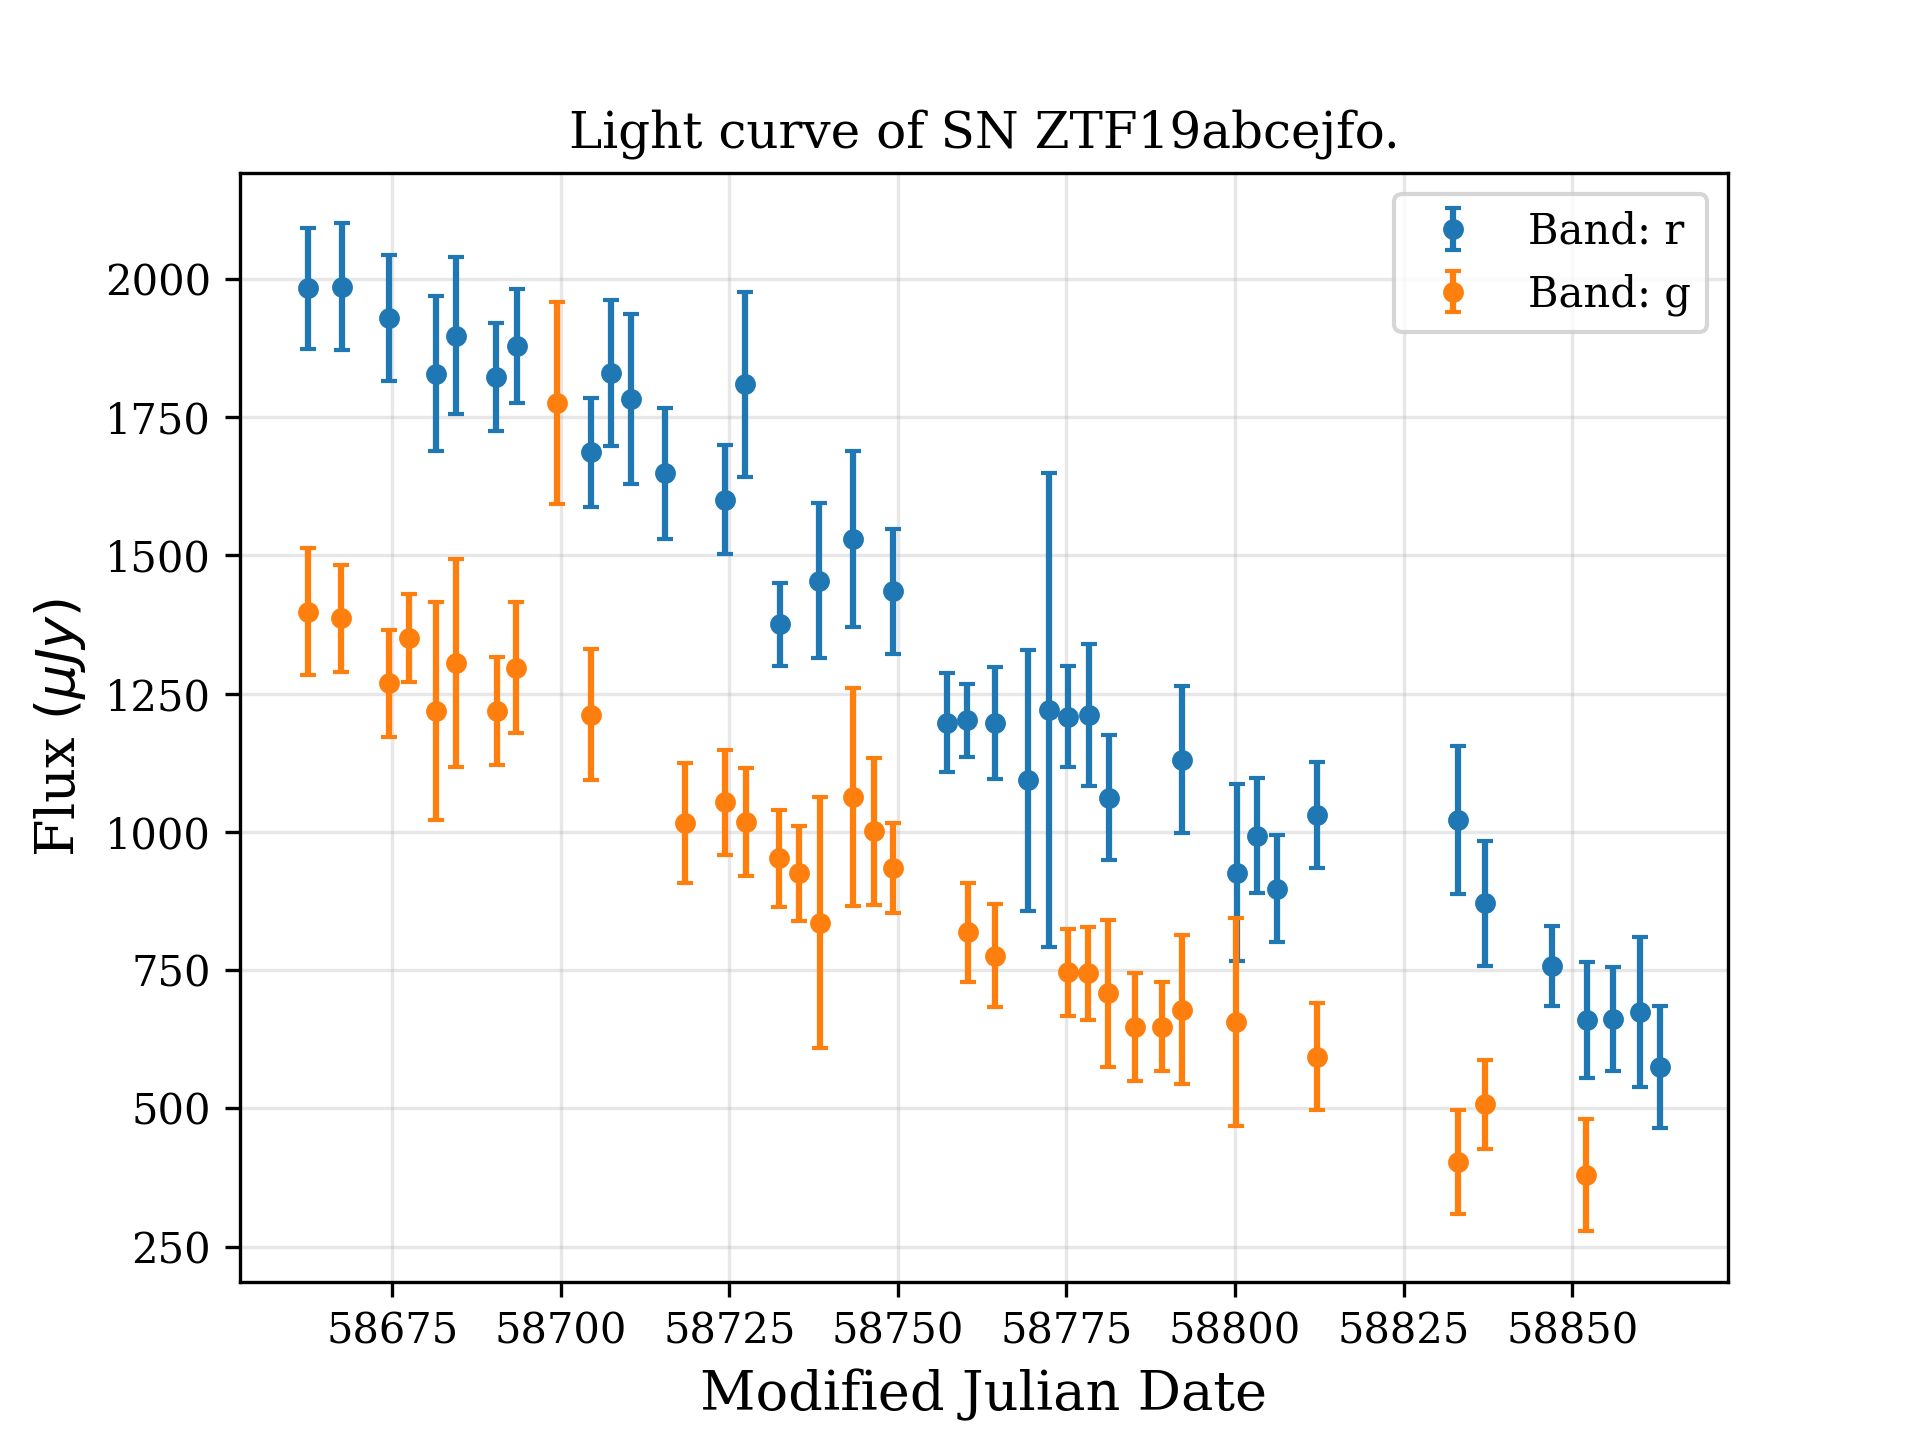 Light curve of SN ZTF19abcejfo.
Band: r
Band: g
2000
1750
1500
1250
1000
750
500
250
Flux (μJy)
58675 58700 58725 58750 58775 58800 58825 58850
Modified Julian Date